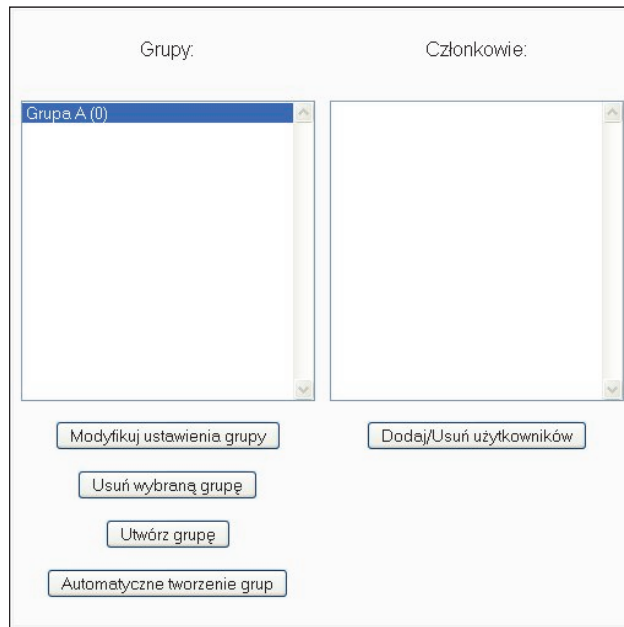 Grupy:
Członkowie:
Grupa A (0)
Modyfikuj ustawienia grupy
Dodaj/Usuń użytkowników
Usuń wybraną grupę
Utwórz grupę
Automatyczne tworzenie grup